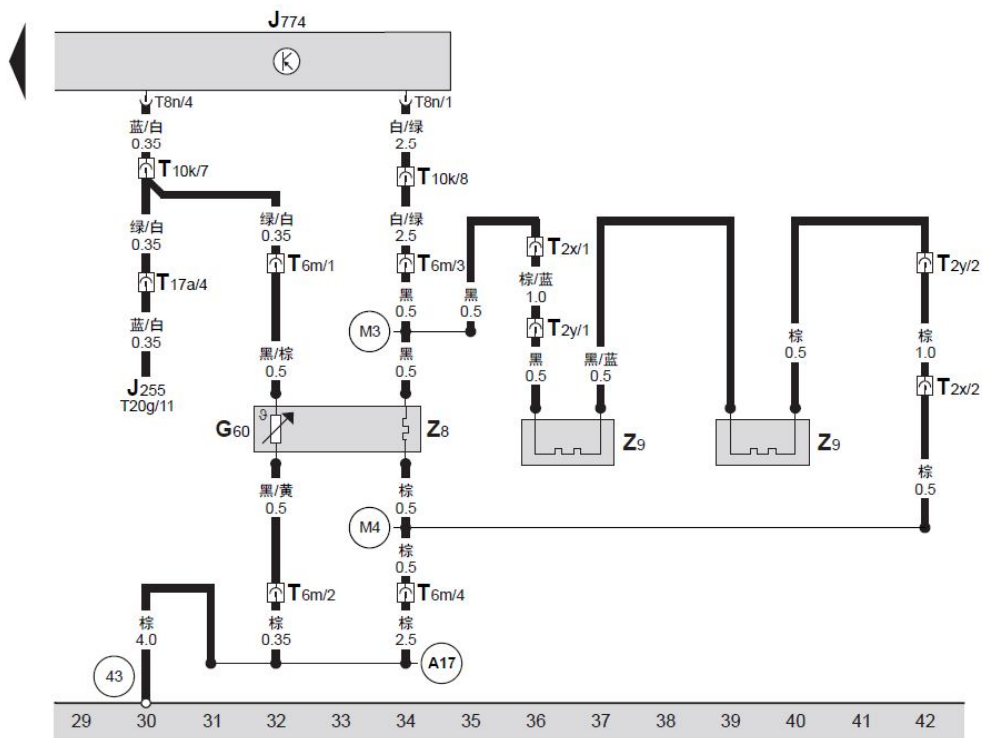 J774
T8n/4
T8n/1
蓝/白
0.35
白/绿
2.5
T10k/7
T10k/8
绿/白
0.35
绿/白
0.35
白/绿
2.5
T2x/1
T17a/4
T6m/1
T6m/3
T2y/2
棕/蓝
1.0
黑
0.5
黑
0.5
M3
T2y/1
蓝/白
0.35
黑/棕
0.5
黑
0.5
黑
0.5
黑/蓝
0.5
棕
0.5
棕
1.0
T2x/2
J255
T20g/11
G60
ϑ
Z8
Z9
Z9
黑/黄
0.5
棕
0.5
棕
0.5
M4
棕
0.5
T6m/2
T6m/4
棕
4.0
棕
0.35
棕
2.5
43
A17
29 30 31 32 33 34 35 36 37 38 39 40 41 42